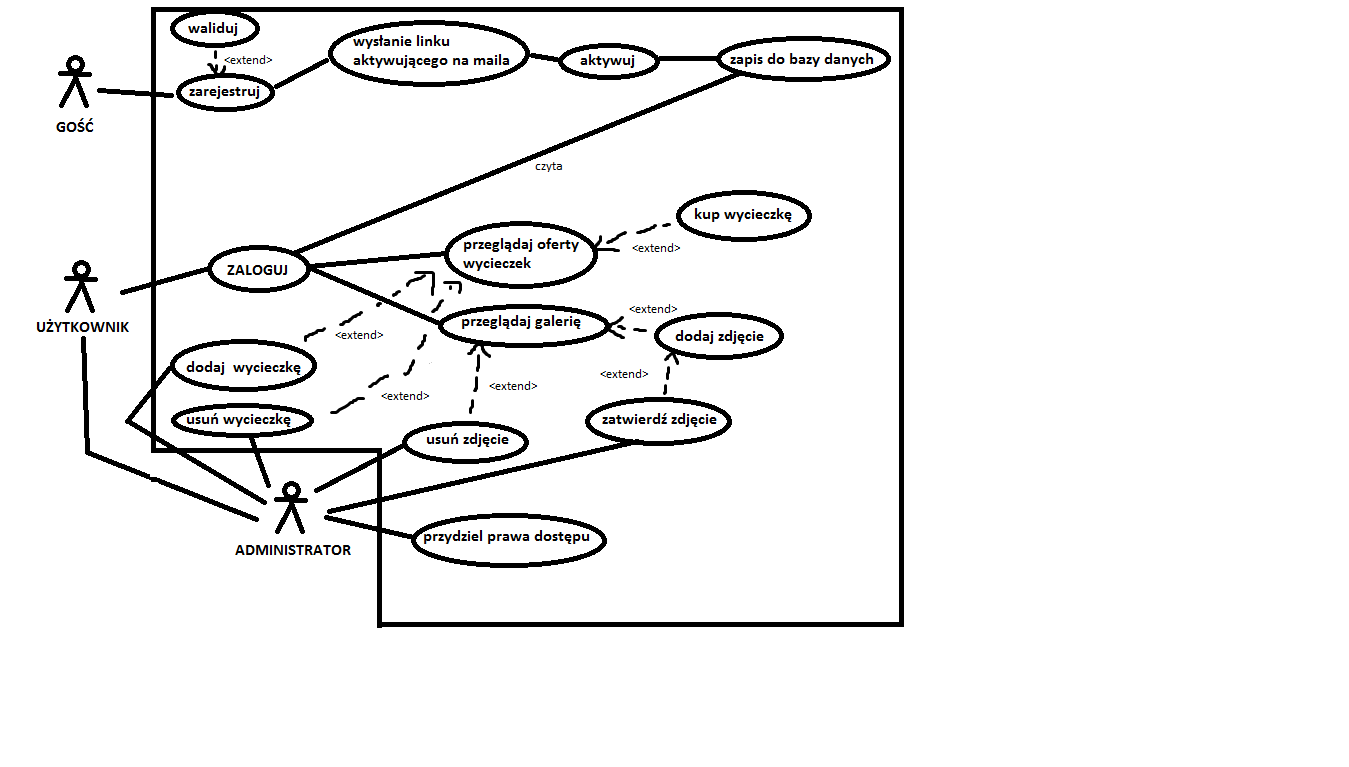 waliduj
<extend>
zarejestruj
wysłanie linku
aktywującego na maila
aktywuj
zapis do bazy danych
GOŚĆ
czyta
kup wycieczkę
<extend>
przeglądaj oferty
wycieczek
ZALOGUJ
UŻYTKOWNIK
<extend>
przeglądaj galerię
<extend>
dodaj zdjęcie
dodaj  wycieczkę
<extend>
<extend>
<extend>
usuń wycieczkę
usuń zdjęcie
zatwierdź zdjęcie
przydziel prawa dostępu
ADMINISTRATOR